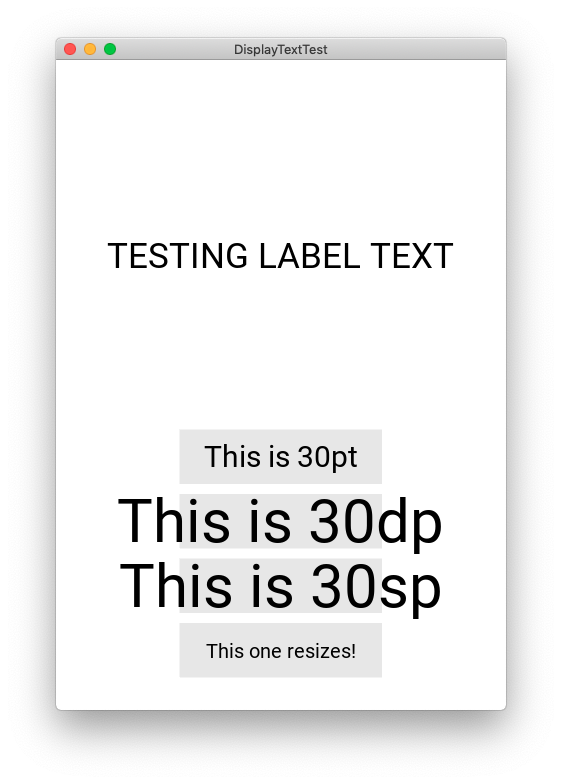 DisplayTextTest
TESTING LABEL TEXT
This is 30pt
This is 30dp
This is 30sp
This one resizes!